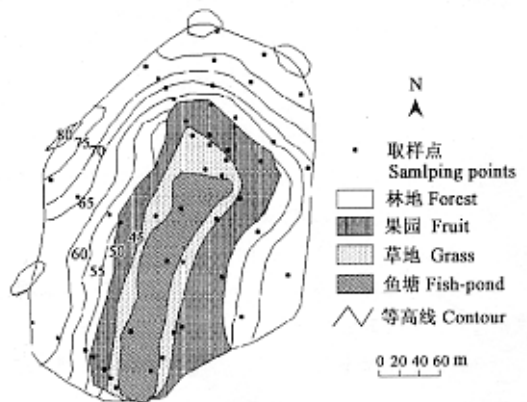 N
取样点
Samlping points
林地 Forest
果园 Fruit
草地 Grass
鱼塘 Fish-pond
等高线 Contour
0 20 40 60 m
80
75
70
65
60
55
50
45